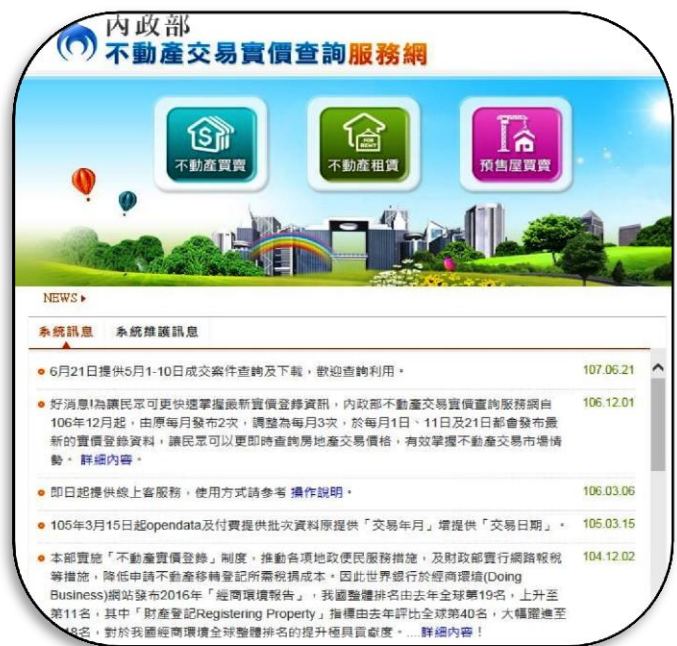 內政部
不動產交易實價查詢服務網
不動產買賣
FOR RENT
不動產租賃
預售屋買賣
NEWS
系統訊息 系統維護訊息
6月21日提供5月1-10日成交案件查詢及下載，歡迎查詢利用。 107.06.21
好消息!為讓民眾可更快速掌握最新實價登錄資訊，內政部不動產交易實價查詢服務網自 106.12.01
106年12月起，由原每月發布2次，調整為每月3次，於每月1日、11日及21日都會發布最
新的實價登錄資料，讓民眾可以更即時查詢房地產交易價格，有效掌握不動產交易市場情
勢。 詳細內容。
即日起提供線上客服務，使用方式請參考 操作說明。 106.03.06
105年3月15日起opendata及付費提供批次資料原提供「交易年月」增提供「交易日期」。 105.03.15
本部實施「不動產實價登錄」制度，推動各項地政便民服務措施，及財政部實行網路報稅 104.12.02
等措施，降低申請不動產移轉登記所需稅捐成本。因此世界銀行於經商環境(Doing
Business)網站發布2016年「經商環境報告」，我國整體排名由去年全球第19名，上升至
第11名，其中「財產登記Registering Property」指標由去年評比全球第40名，大幅躍進至
18名，對於我國經商環境全球整體排名的提升極具貢獻度。....詳細內容！